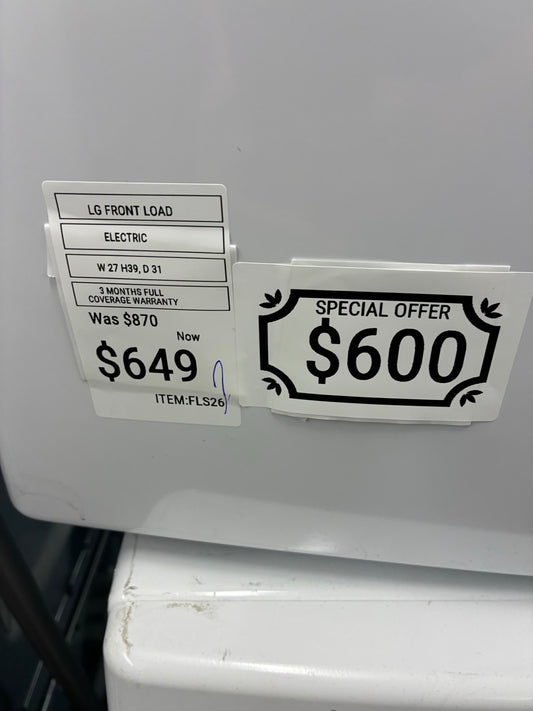 LG FRONT LOAD
ELECTRIC
W 27 H39, D 31
3 MONTHS FULL
COVERAGE WARRANTY
Was $870
Now
$649
ITEM:FLS26
SPECIAL OFFER
$600